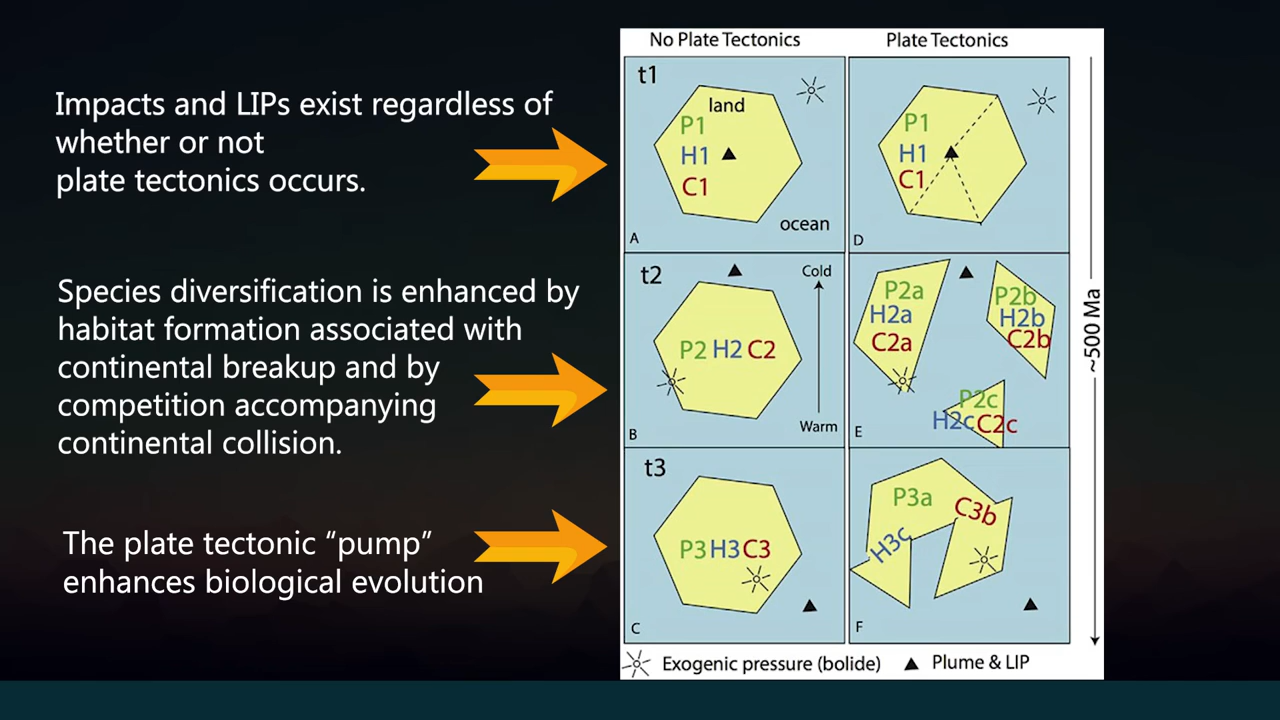 Impacts and LIPs exist regardless of
whether or not
plate tectonics occurs.
Species diversification is enhanced by
habitat formation associated with
continental breakup and by
competition accompanying
continental collision.
The plate tectonic “pump”
enhances biological evolution
No Plate Tectonics
Plate Tectonics
t1
land
P1
H1
C1
ocean
A
P1
H1
C1
D
t2
Cold
P2 H2 C2
Warm
B
P2a
H2a
C2a
P2b
H2b
C2b
P2c
H2c C2c
E
t3
P3 H3 C3
C
P3a
C3b
H3c
F
~500 Ma
Exogenic pressure (bolide)
Plume & LIP